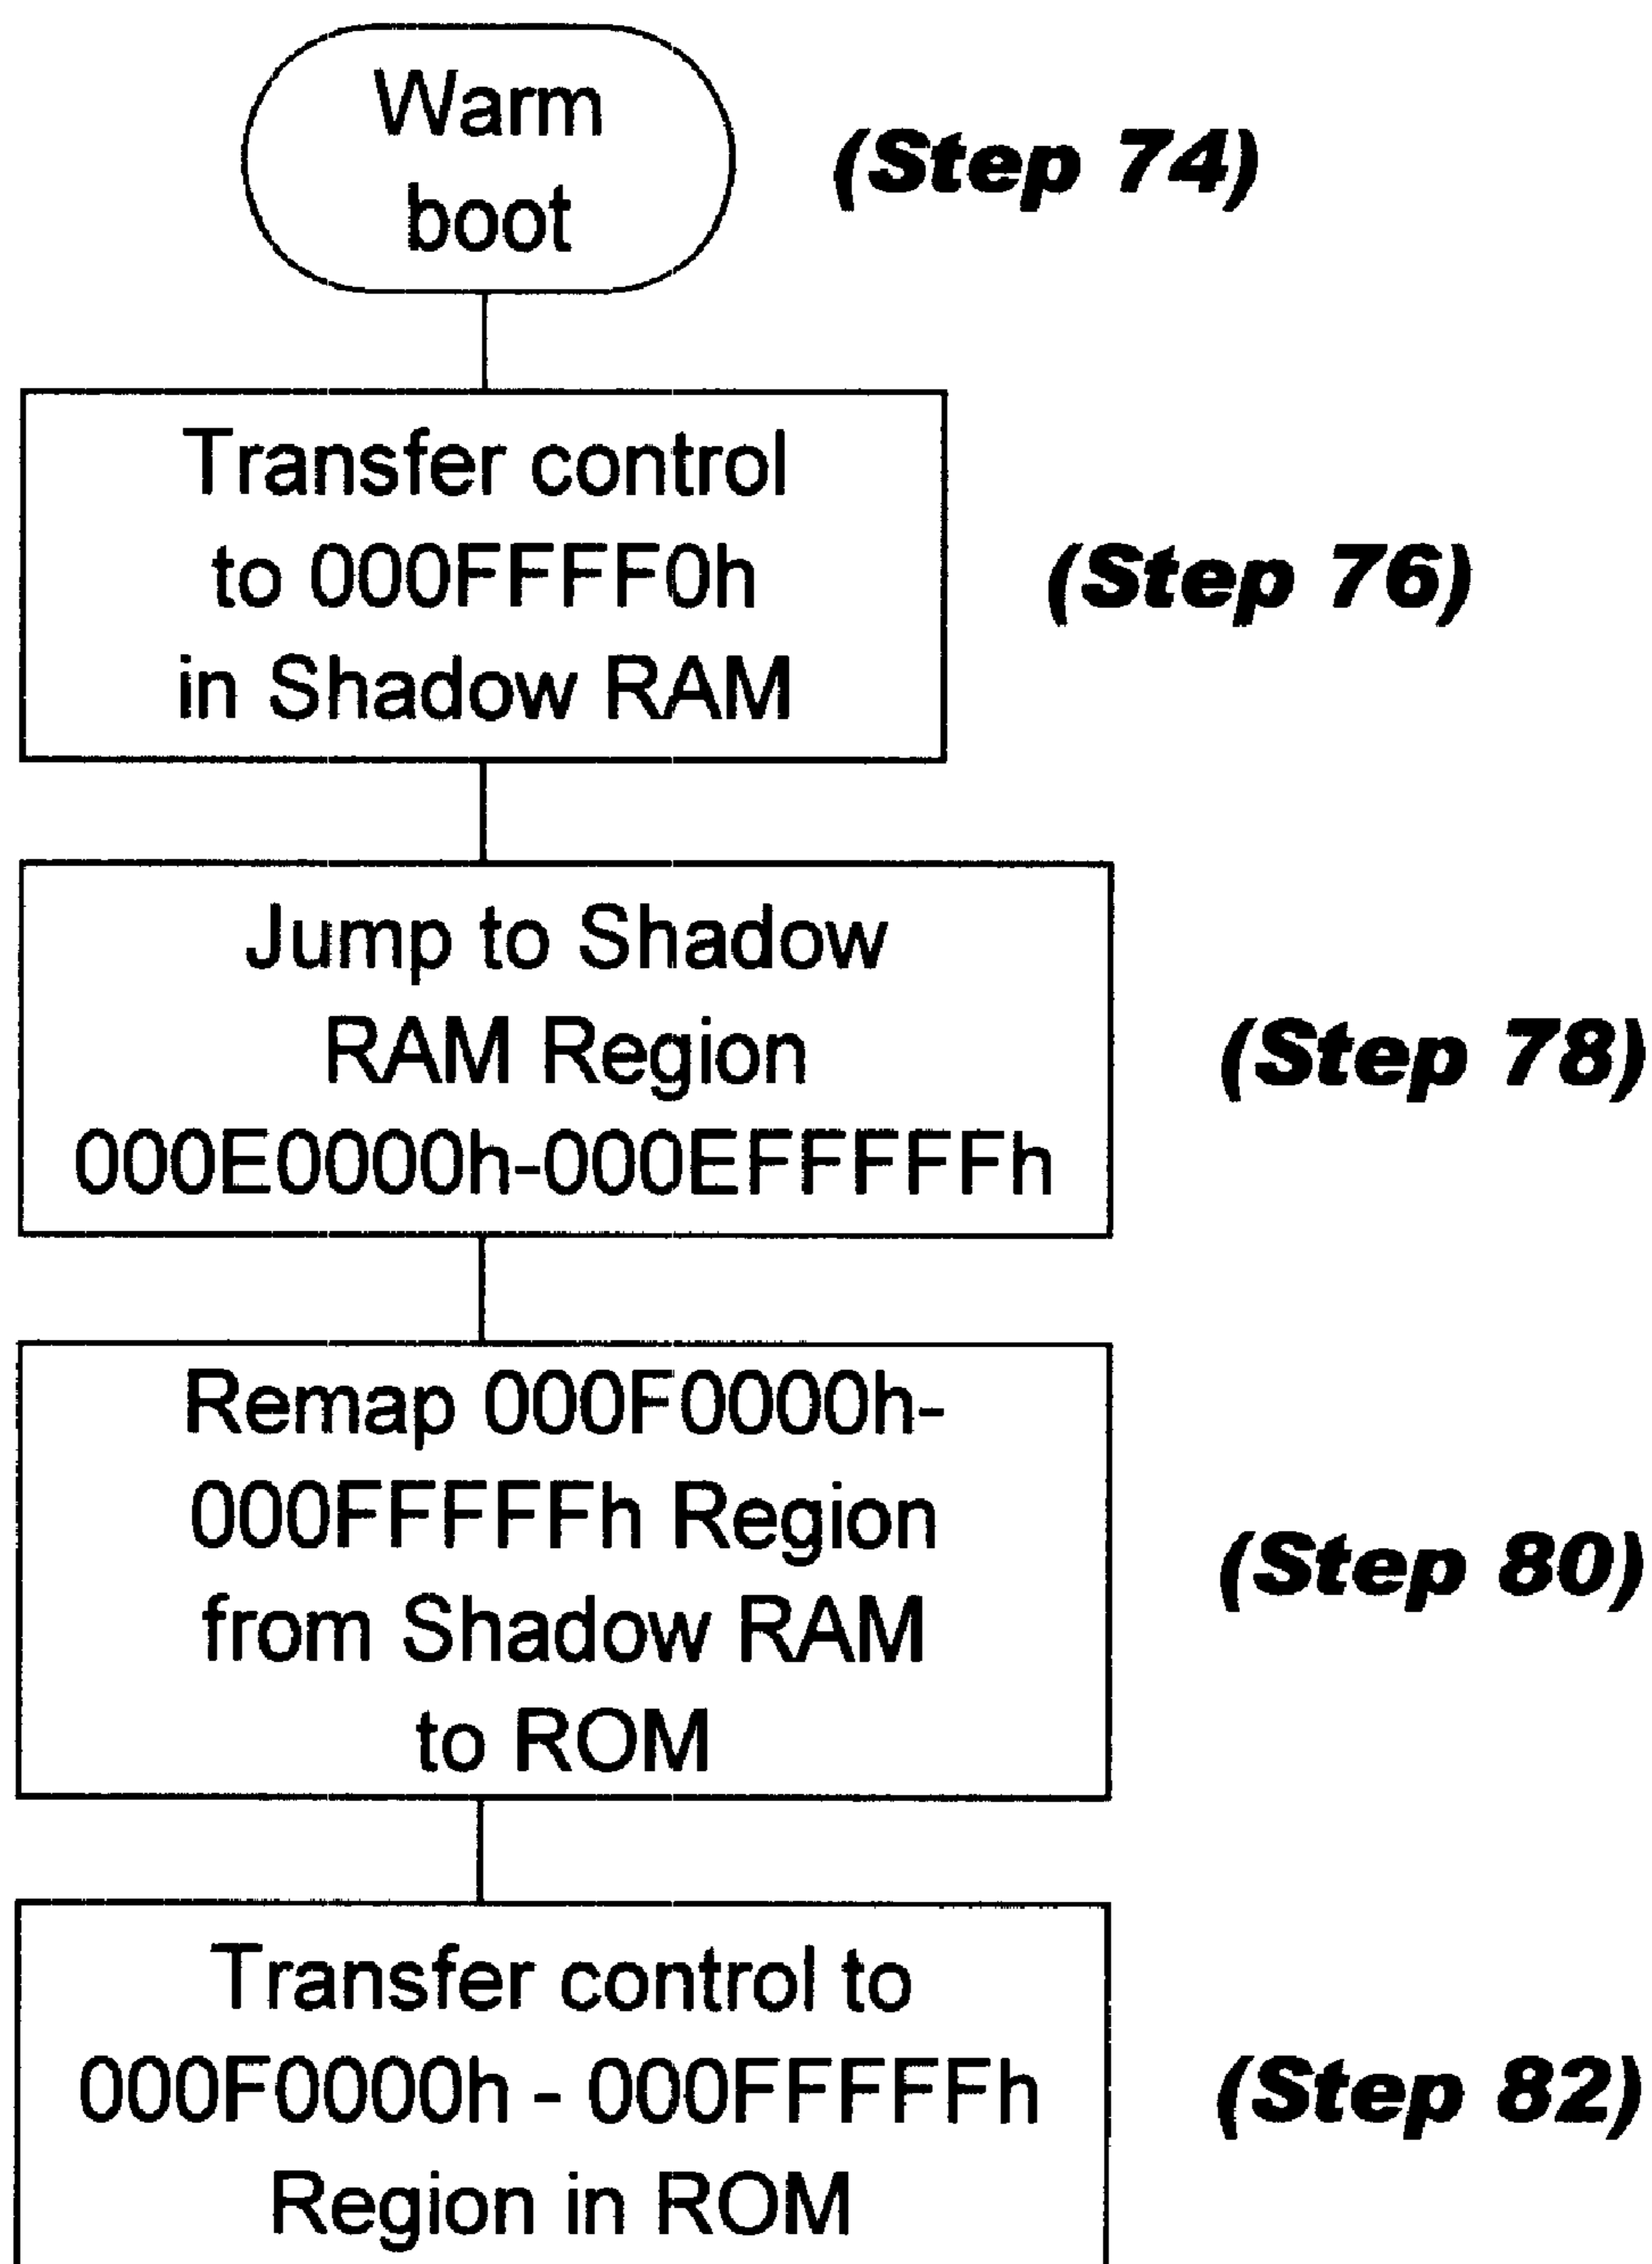 Warm
boot
(Step 74)
Transfer control
to 000FFFF0h
in Shadow RAM
(Step 76)
Jump to Shadow
RAM Region
000E0000h-000EFFFFFh
(Step 78)
Remap 000F0000h-
000FFFFFh Region
from Shadow RAM
to ROM
(Step 80)
Transfer control to
000F0000h - 000FFFFFh
Region in ROM
(Step 82)